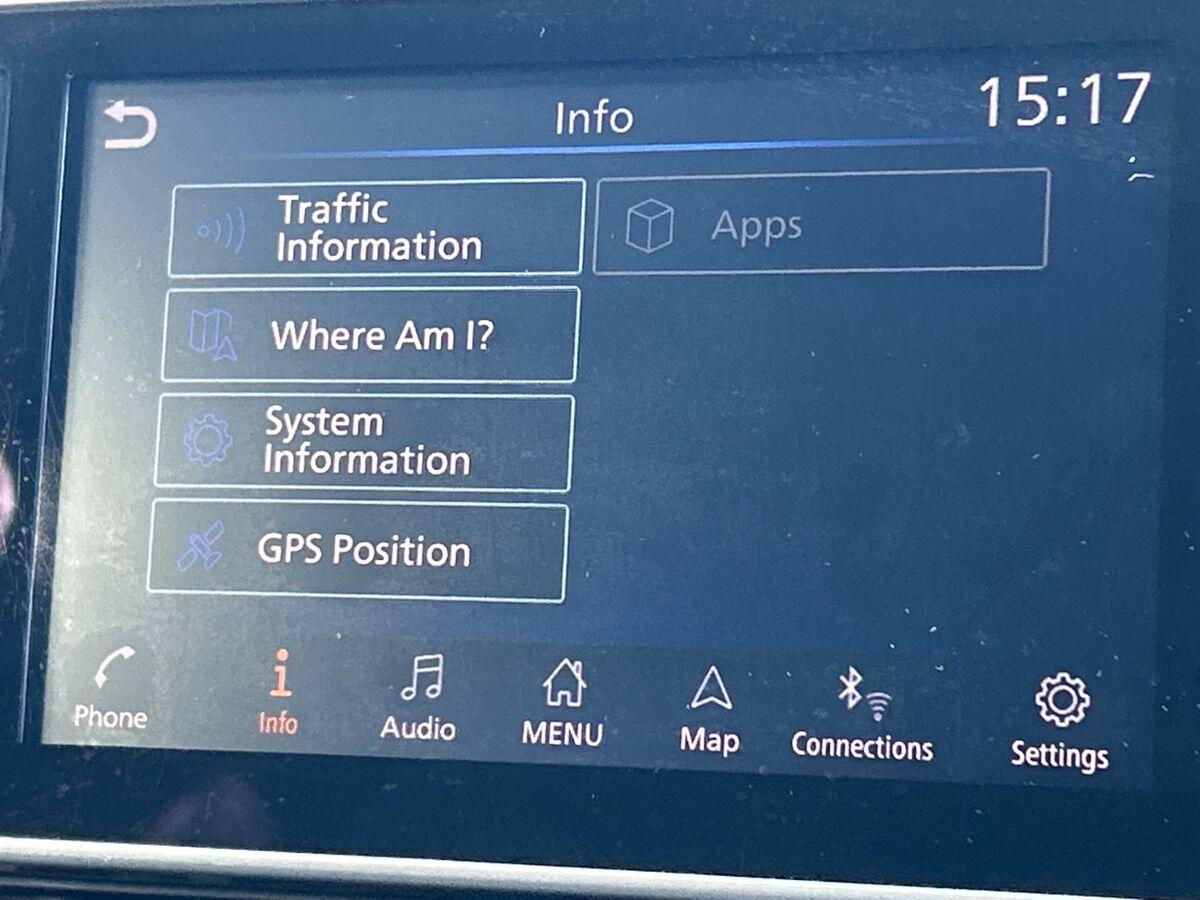 Info
15:17
Traffic
Information
Apps
Where Am I?
System
Information
GPS Position
Phone
Info
Audio
MENU
Map
Connections
Settings